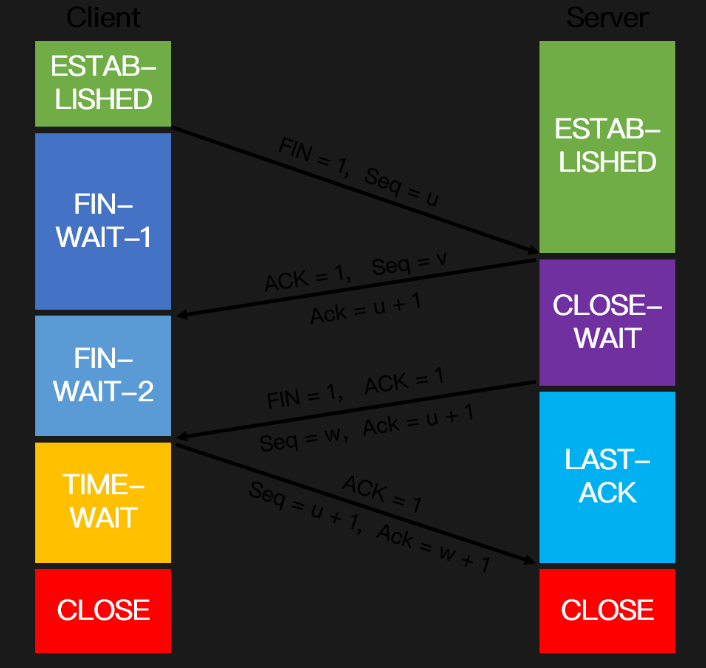 Client
Server
ESTAB-
LISHED
ESTAB-
LISHED
FIN = 1, Seq = u
FIN-
WAIT-1
ACK = 1, Seq = v
Ack = u + 1
CLOSE-
WAIT
FIN-
WAIT-2
FIN = 1, ACK = 1
Seq = w, Ack = u + 1
LAST-
ACK
TIME-
WAIT
ACK = 1
Seq = u + 1, Ack = w + 1
CLOSE
CLOSE